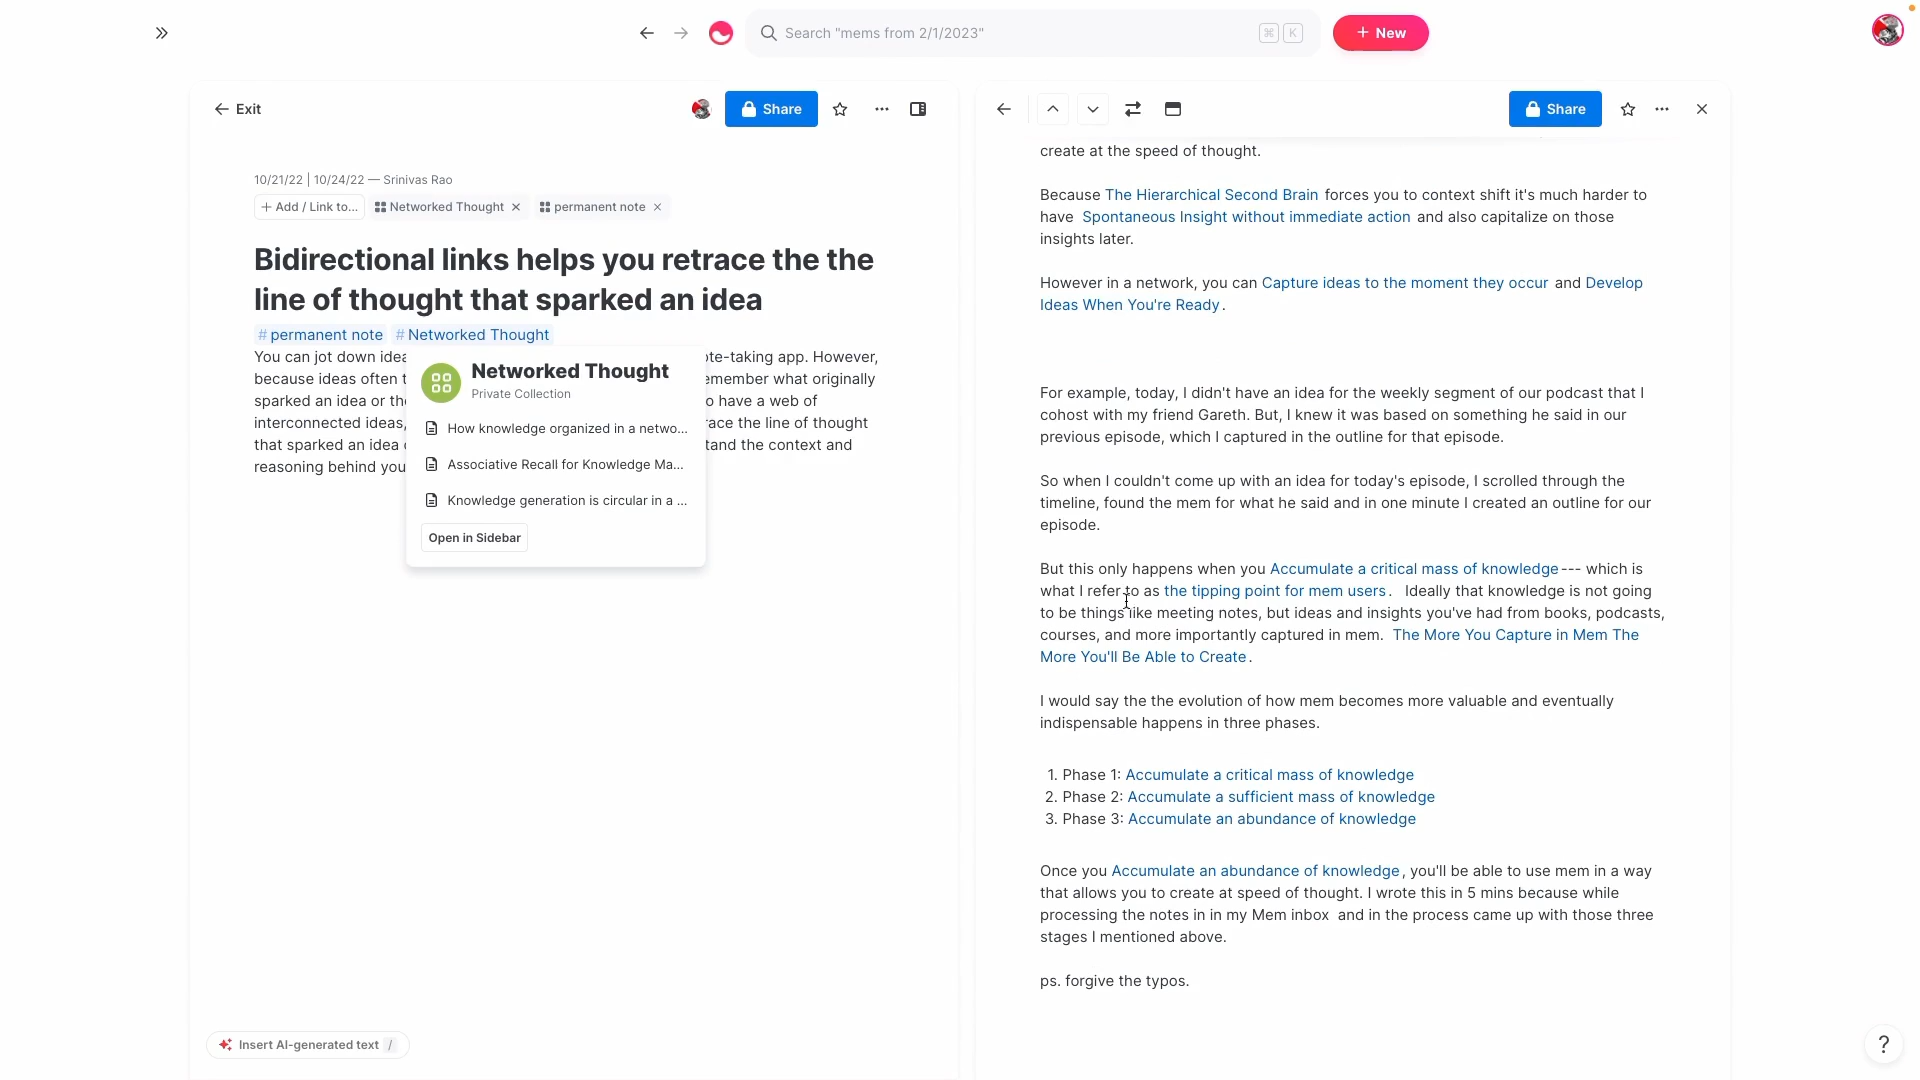 Search "mems from 2/1/2023"
⌘ K
+ New
Exit
Share
10/21/22 | 10/24/22 — Srinivas Rao
+ Add / Link to...
Networked Thought ×
permanent note ×
Bidirectional links helps you retrace the the
line of thought that sparked an idea
# permanent note # Networked Thought
You can jot down idea
ote-taking app. However,
because ideas often t
emember what originally
sparked an idea or the
o have a web of
interconnected ideas,
race the line of thought
that sparked an idea
tand the context and
reasoning behind you
Networked Thought
Private Collection
How knowledge organized in a netwo...
Associative Recall for Knowledge Ma...
Knowledge generation is circular in a ...
Open in Sidebar
Insert AI-generated text /
Share
create at the speed of thought.
Because The Hierarchical Second Brain forces you to context shift it's much harder to
have Spontaneous Insight without immediate action and also capitalize on those
insights later.
However in a network, you can Capture ideas to the moment they occur and Develop
Ideas When You're Ready.
For example, today, I didn't have an idea for the weekly segment of our podcast that I
cohost with my friend Gareth. But, I knew it was based on something he said in our
previous episode, which I captured in the outline for that episode.
So when I couldn't come up with an idea for today's episode, I scrolled through the
timeline, found the mem for what he said and in one minute I created an outline for our
episode.
But this only happens when you Accumulate a critical mass of knowledge--- which is
what I refer to as the tipping point for mem users. Ideally that knowledge is not going
to be things like meeting notes, but ideas and insights you've had from books, podcasts,
courses, and more importantly captured in mem. The More You Capture in Mem The
More You'll Be Able to Create.
I would say the the evolution of how mem becomes more valuable and eventually
indispensable happens in three phases.
1. Phase 1: Accumulate a critical mass of knowledge
2. Phase 2: Accumulate a sufficient mass of knowledge
3. Phase 3: Accumulate an abundance of knowledge
Once you Accumulate an abundance of knowledge, you'll be able to use mem in a way
that allows you to create at speed of thought. I wrote this in 5 mins because while
processing the notes in in my Mem inbox and in the process came up with those three
stages I mentioned above.
ps. forgive the typos.
?